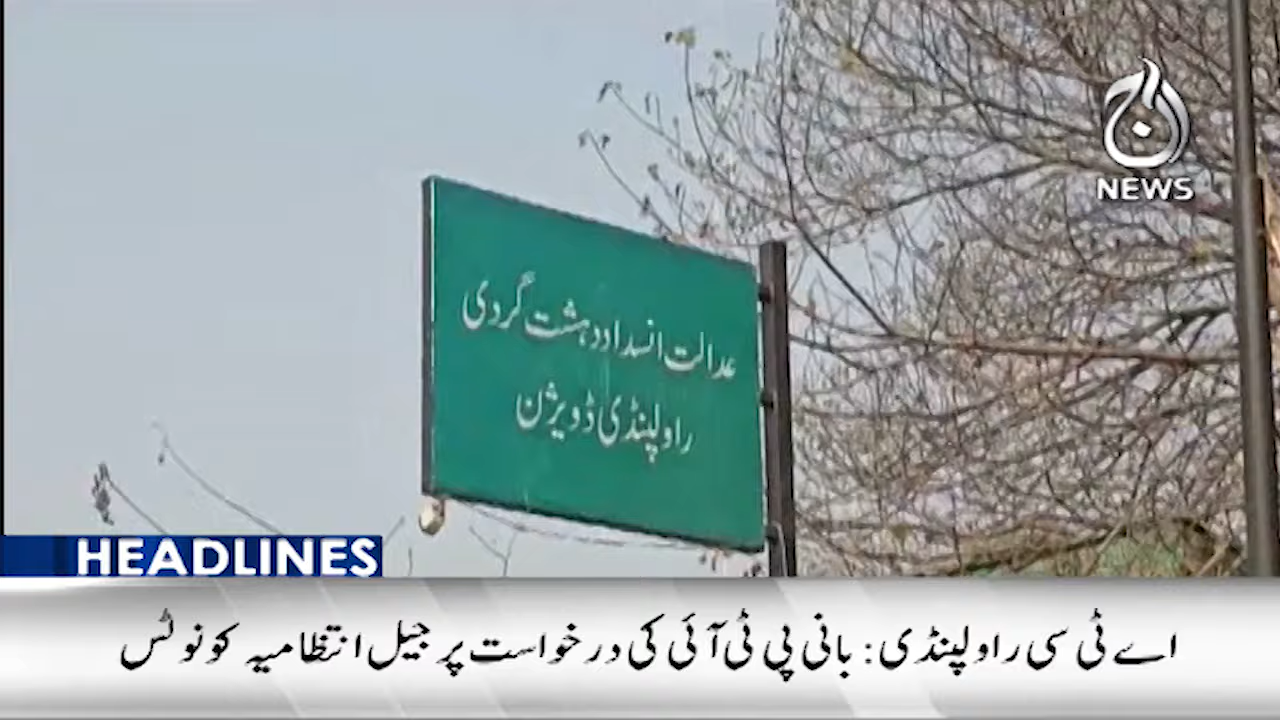 آج
NEWS
عدالت انسداد دہشت گردی
راولپنڈی ڈویژن
HEADLINES
اے ٹی سی راولپنڈی: بانی پی ٹی آئی کی درخواست پر جیل انتظامیہ کو نوٹس